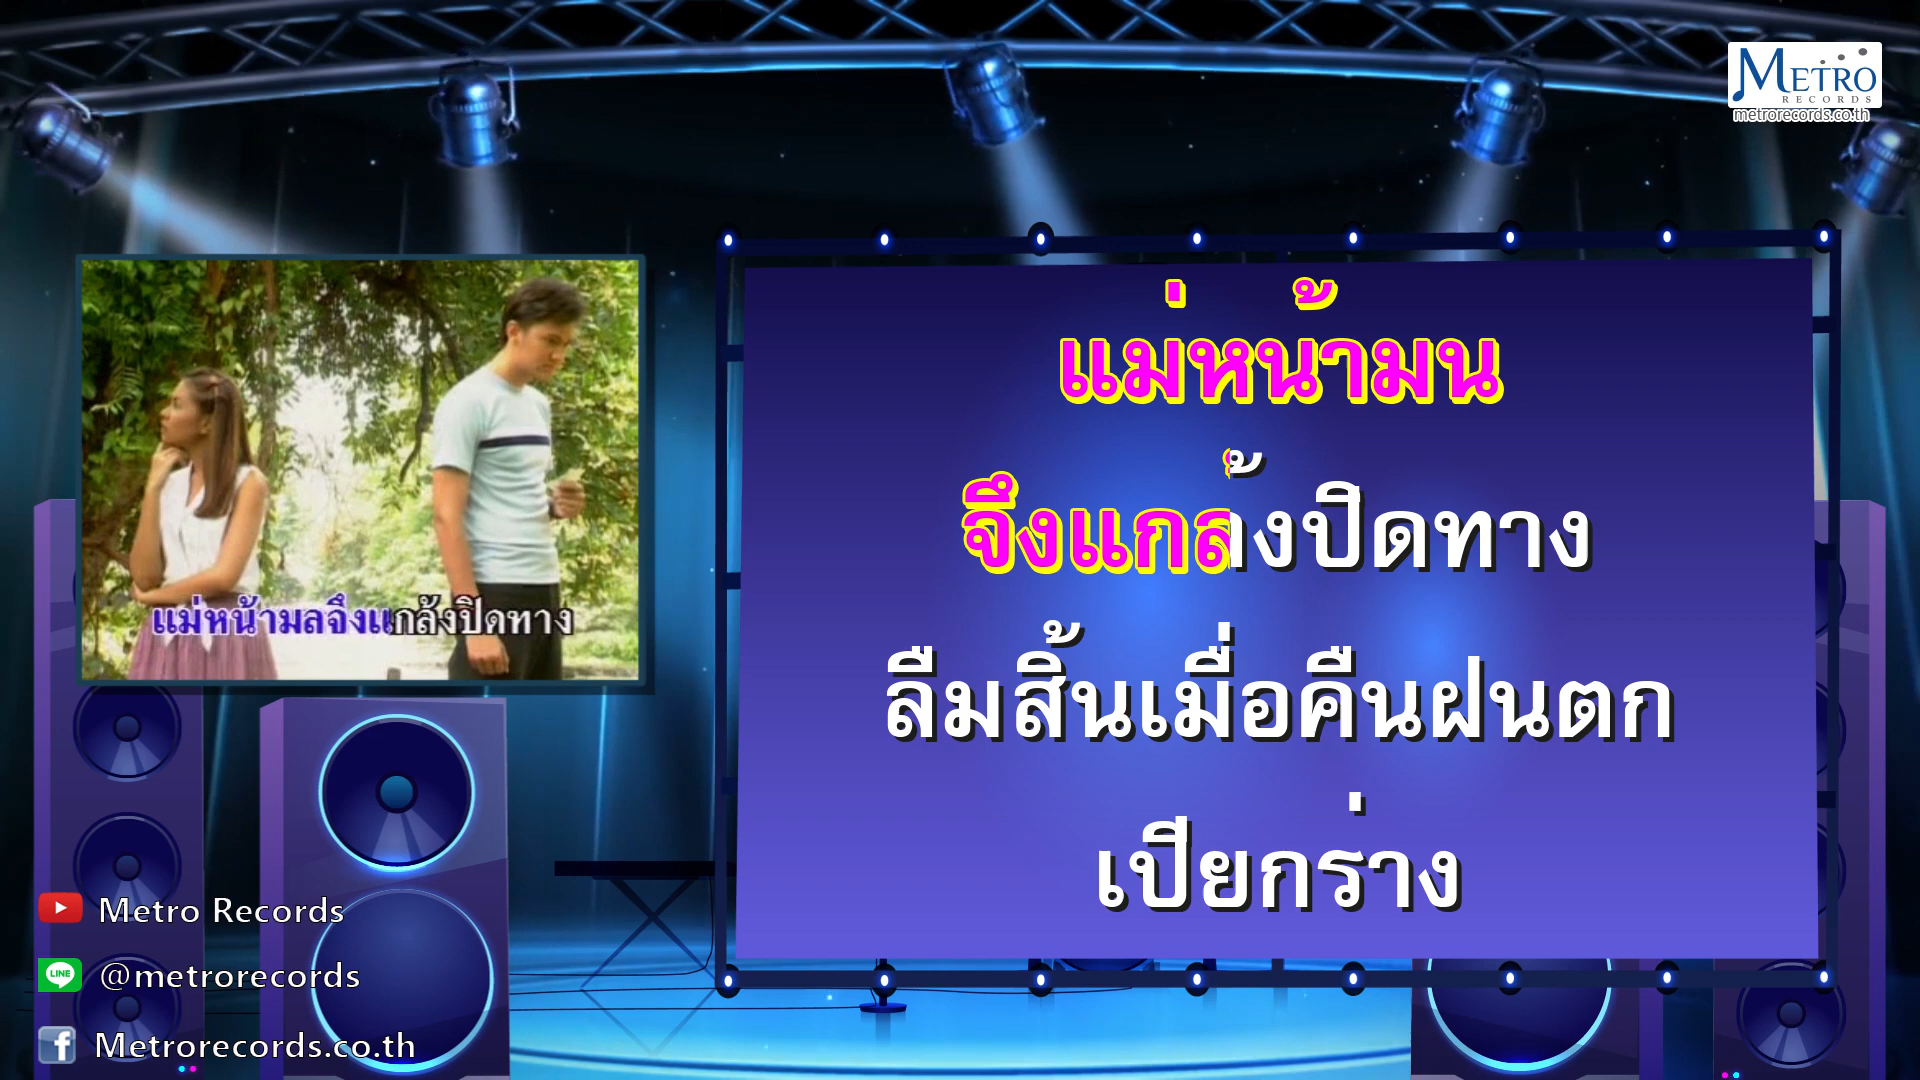 METRO
RECORDS
metrorecords.co.th
แม่หน้ามน
จึงแกล้งปิดทาง
ลืมสิ้นเมื่อคืนฝนตก
เปียกร่าง
แม่หน้ามลจึงแกล้งปิดทาง
Metro Records
LINE @metrorecords
f Metrorecords.co.th